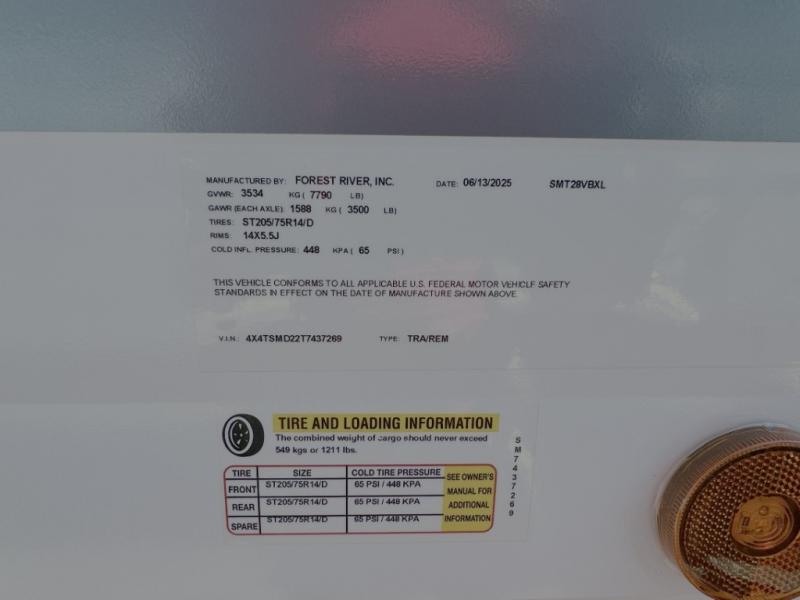 MANUFACTURED BY: FOREST RIVER, INC. DATE: 06/13/2025 SMT28VBXL
GVWR: 3534 KG ( 7790 LB)
GAWR (EACH AXLE) 1588 KG ( 3500 LB)
TIRES: ST205/75R14/D
RIMS: 14X5.5J
COLD INFL. PRESSURE: 448 KPA ( 65 PSI )
THIS VEHICLE CONFORMS TO ALL APPLICABLE U.S. FEDERAL MOTOR VEHICLE SAFETY
STANDARDS IN EFFECT ON THE DATE OF MANUFACTURE SHOWN ABOVE.
V.I.N.: 4X4TSMD22T7437269 TYPE: TRA/REM
TIRE AND LOADING INFORMATION
The combined weight of cargo should never exceed
549 kgs or 1211 lbs.
TIRE SIZE COLD TIRE PRESSURE
FRONT ST205/75R14/D 65 PSI / 448 KPA
REAR ST205/75R14/D 65 PSI / 448 KPA
SPARE ST205/75R14/D 65 PSI / 448 KPA
SEE OWNER'S
MANUAL FOR
ADDITIONAL
INFORMATION
SM7437269